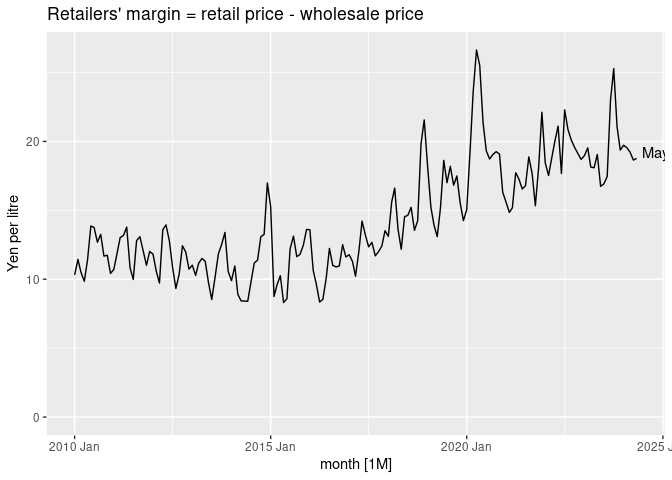 Retailers' margin = retail price - wholesale price
20
10
0
Yen per litre
May
2010 Jan
2015 Jan
2020 Jan
2025 J
month [1M]